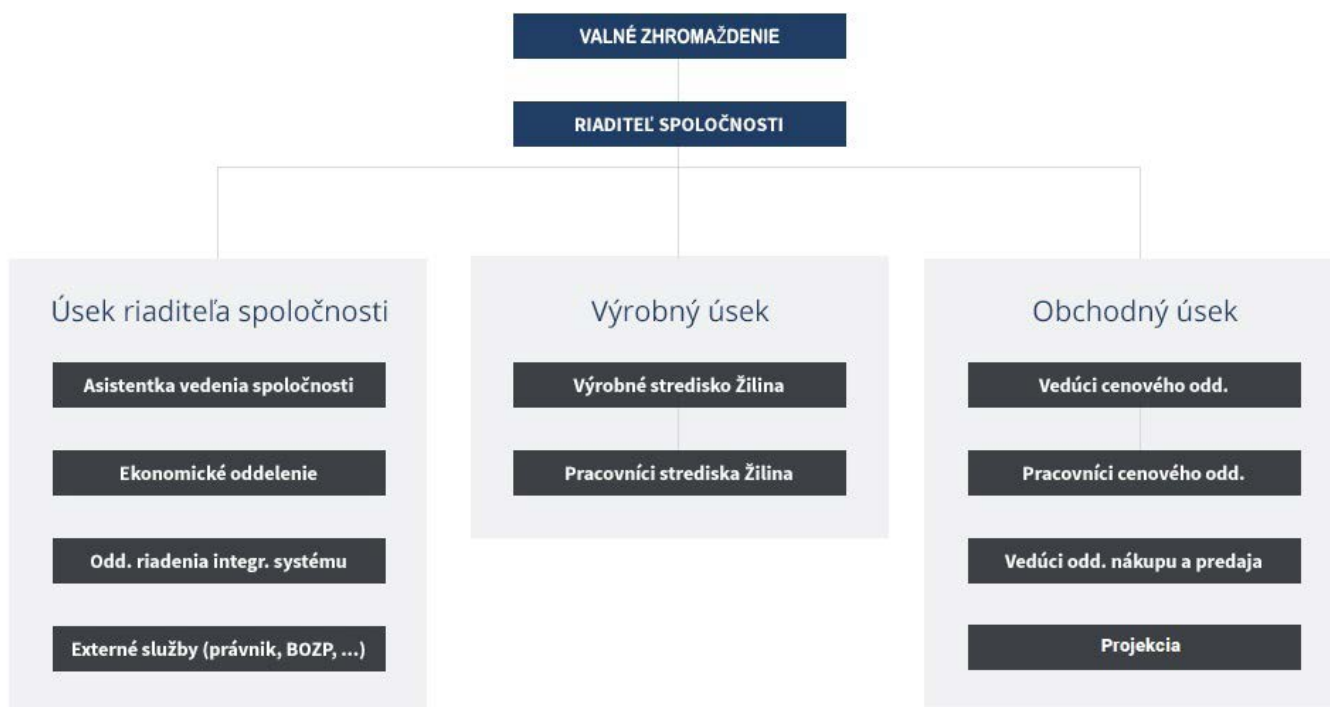 VALNÉ ZHROMAŽDENIE
RIADITEĽ SPOLOČNOSTI
Úsek riaditeľa spoločnosti
Asistentka vedenia spoločnosti
Ekonomické oddelenie
Odd. riadenia integr. systému
Externé služby (právnik, BOZP, ...)
Výrobný úsek
Výrobné stredisko Žilina
Pracovníci strediska Žilina
Obchodný úsek
Vedúci cenového odd.
Pracovníci cenového odd.
Vedúci odd. nákupu a predaja
Projekcia